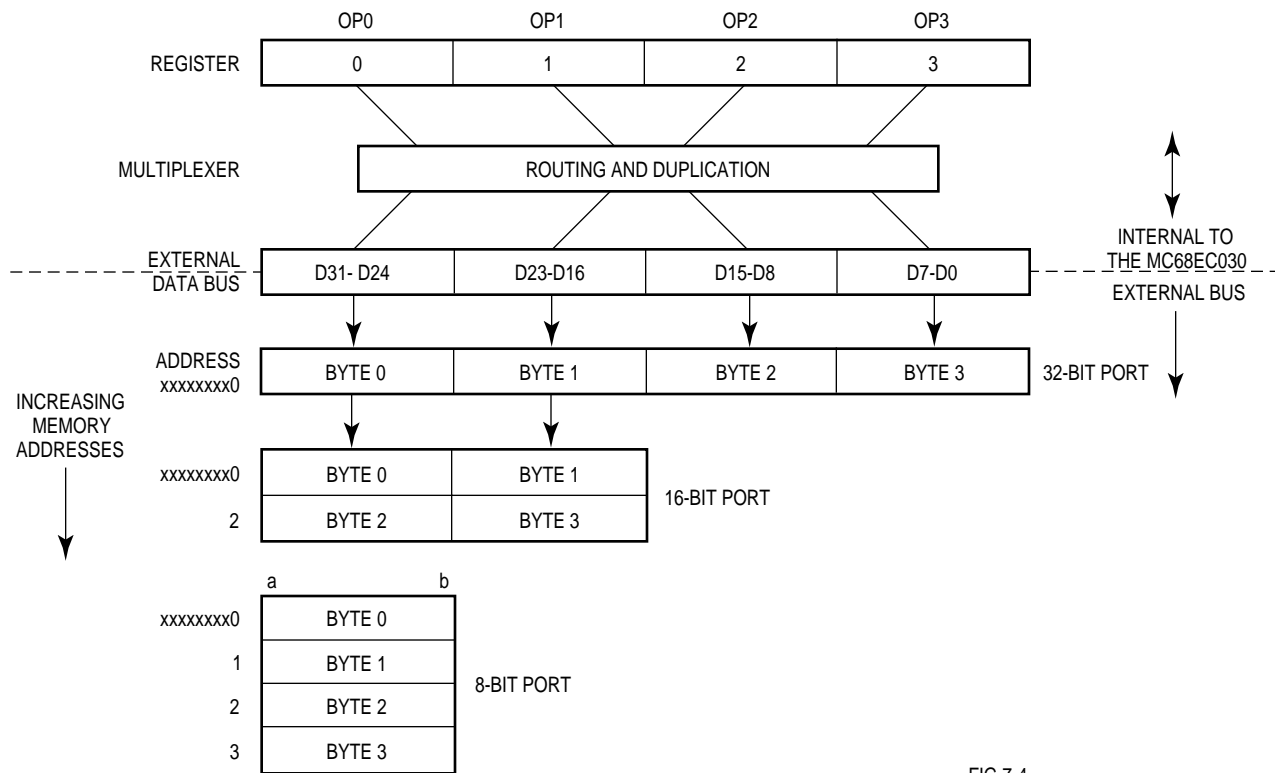 OP0 OP1 OP2 OP3
REGISTER 0 1 2 3
MULTIPLEXER ROUTING AND DUPLICATION
EXTERNAL
DATA BUS
D31- D24 D23-D16 D15-D8 D7-D0
INTERNAL TO
THE MC68EC030
EXTERNAL BUS
ADDRESS
xxxxxxxx0
BYTE 0 BYTE 1 BYTE 2 BYTE 3 32-BIT PORT
INCREASING
MEMORY
ADDRESSES
xxxxxxxx0 BYTE 0 BYTE 1
2 BYTE 2 BYTE 3
16-BIT PORT
a b
xxxxxxxx0 BYTE 0
1 BYTE 1
2 BYTE 2
3 BYTE 3
8-BIT PORT